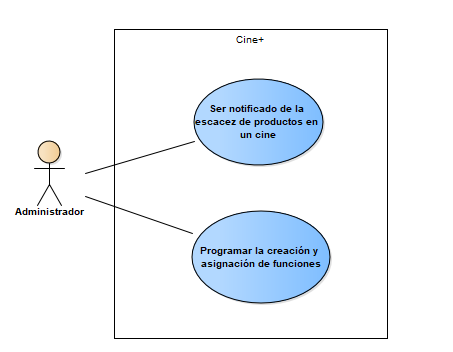 Cine+
Ser notificado de la
escacez de productos en
un cine
Administrador
Programar la creación y
asignación de funciones